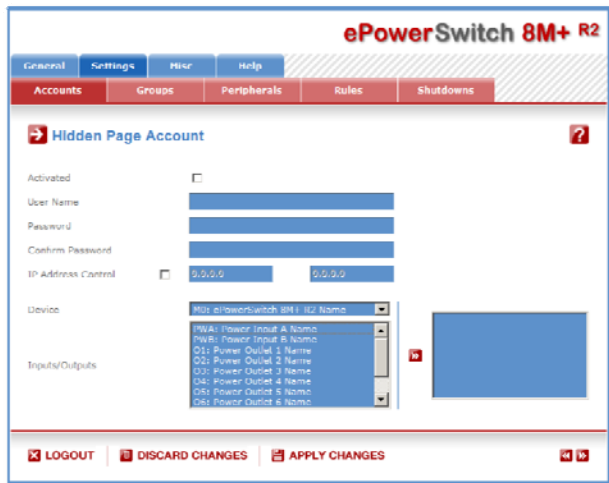 ePowerSwitch 8M+ R2
General Settings Misc Help
Accounts Groups Peripherals Rules Shutdowns
Hidden Page Account ?
Activated
User Name
Password
Confirm Password
IP Address Control 0.0.0.0 0.0.0.0
Device M0: ePowerSwitch 8M+ R2 Name
PWA: Power Input A Name
PWB: Power Input B Name
O1: Power Outlet 1 Name
O2: Power Outlet 2 Name
Inputs/Outputs O3: Power Outlet 3 Name
O4: Power Outlet 4 Name
O5: Power Outlet 5 Name
O6: Power Outlet 6 Name
LOGOUT DISCARD CHANGES APPLY CHANGES